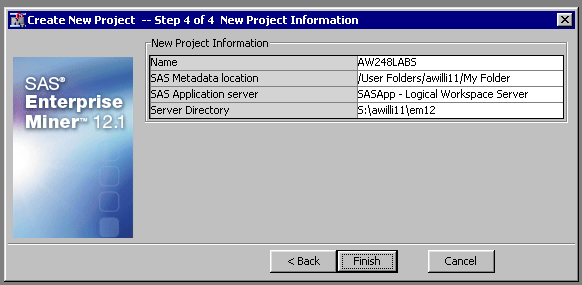 Create New Project -- Step 4 of 4 New Project Information
New Project Information
Name AW248LABS
SAS Metadata location /User Folders/awilli11/My Folder
SAS Application server SASApp - Logical Workspace Server
Server Directory S:\awilli11\em12
SAS®
Enterprise
Miner™ 12.1
< Back Finish Cancel